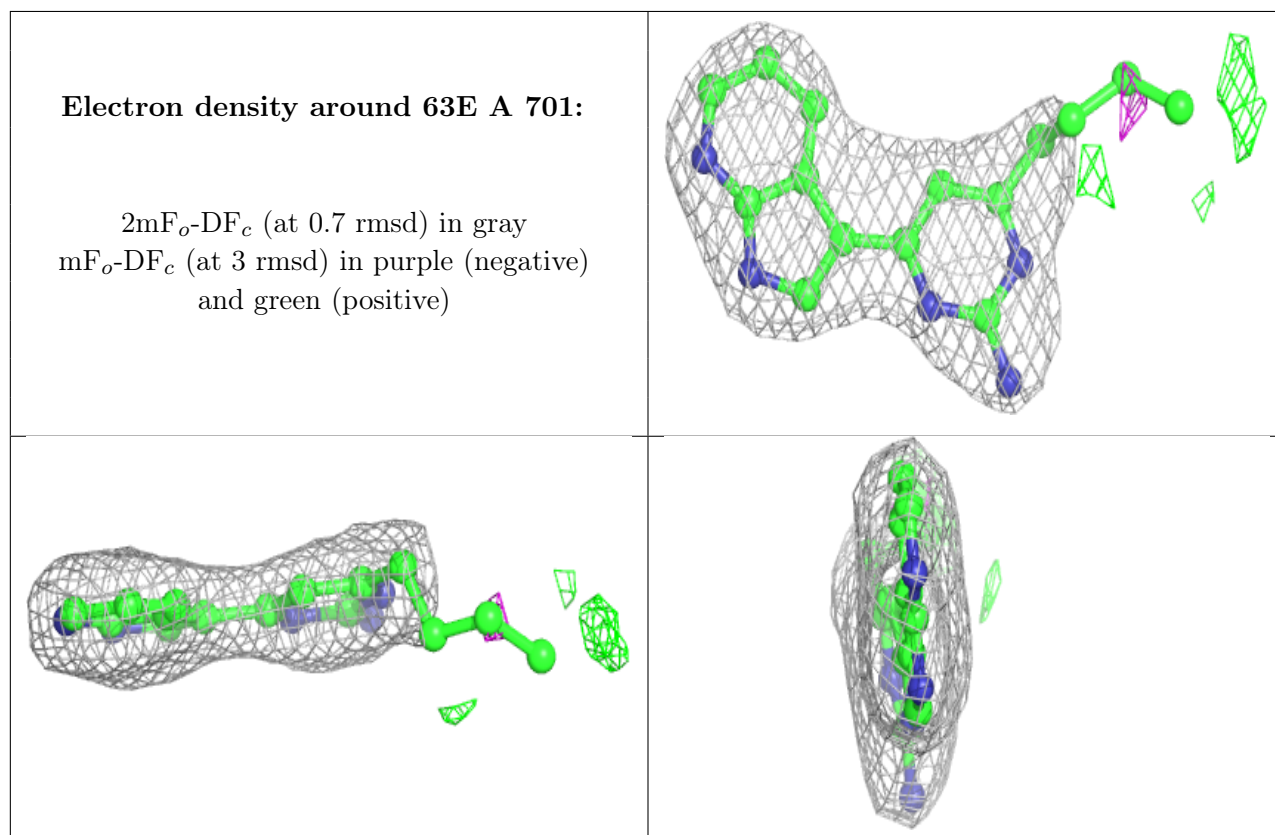 Electron density around 63E A 701:
2mFo-DFc (at 0.7 rmsd) in gray
mFo-DFc (at 3 rmsd) in purple (negative)
and green (positive)